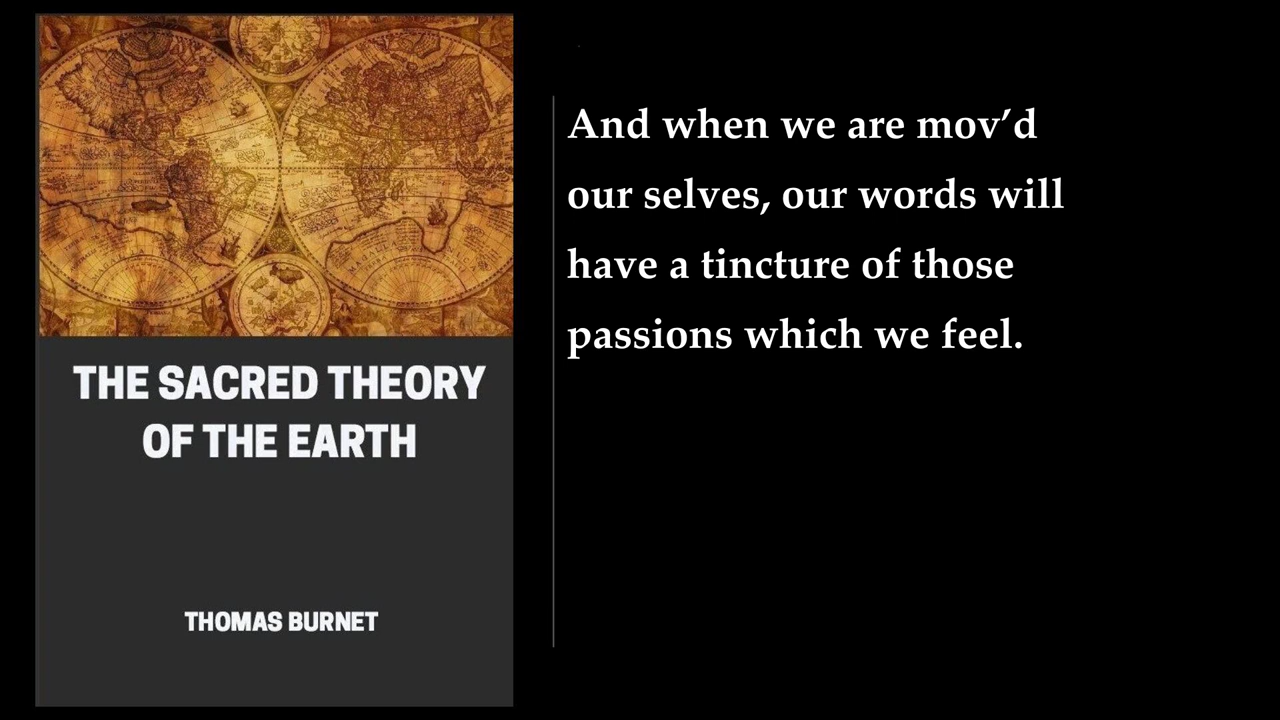 THE SACRED THEORY
OF THE EARTH
THOMAS BURNET
And when we are mov’d
our selves, our words will
have a tincture of those
passions which we feel.